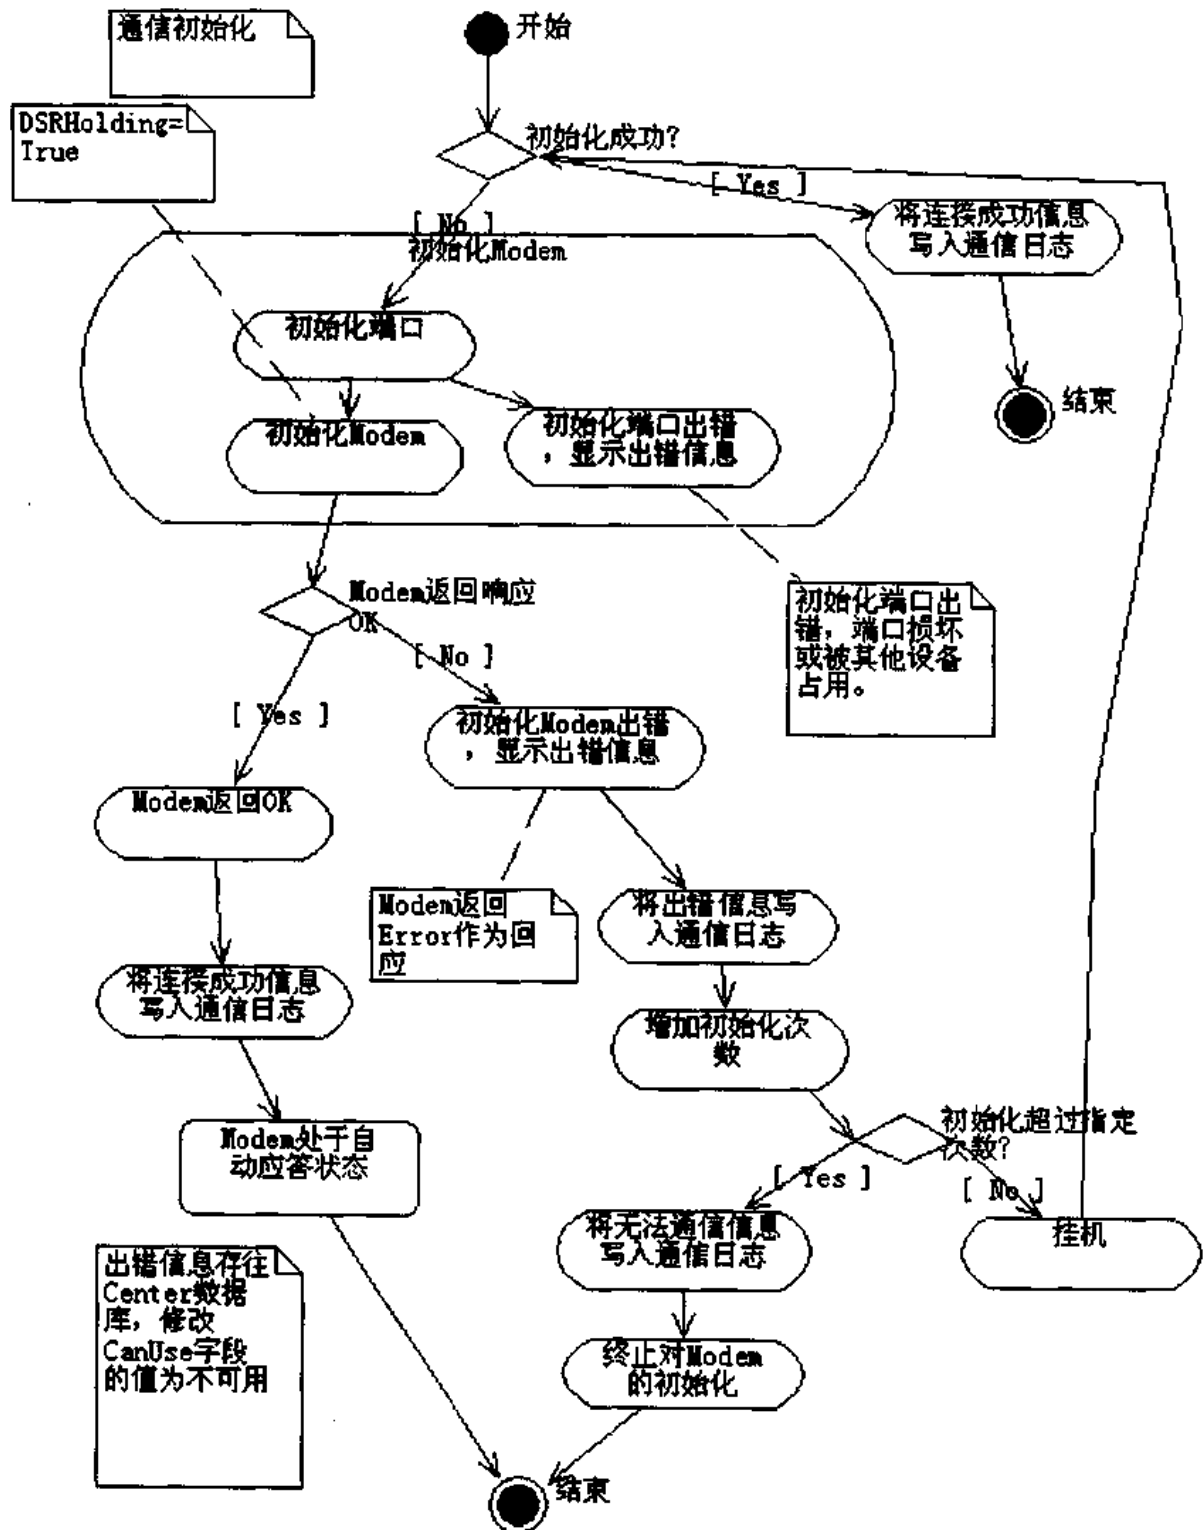 通信初始化
开始
DSRHolding=
True
初始化成功?
[ Yes ]
将连接成功信息
写入通信日志
[ No ]
初始化Modem
初始化端口
结束
初始化Modem
初始化端口出错
，显示出错信息
Modem返回响应
OK
[ No ]
初始化端口出
错，端口损坏
或被其他设备
占用。
[ Yes ]
初始化Modem出错
，显示出错信息
Modem返回OK
Modem返回
Error作为回
应
将出错信息写
入通信日志
将连接成功信息
写入通信日志
增加初始化次
数
Modem处于自
动应答状态
初始化超过指定
次数?
[ Yes ]
[ No ]
将无法通信信息
写入通信日志
挂机
出错信息存往
Center数据
库，修改
CanUse字段
的值为不可用
终止对Modem
的初始化
结束